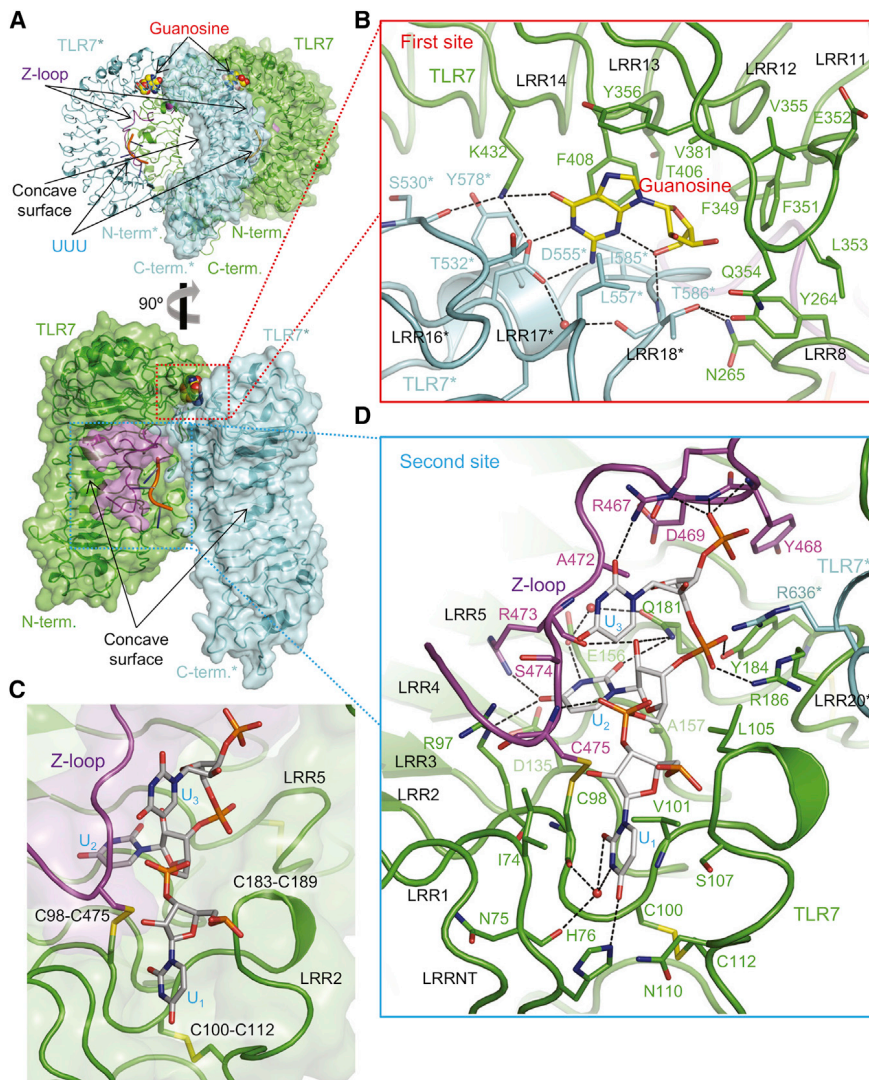 A
Guanosine
TLR7*
TLR7
Z-loop
Concave
surface
N-term*
N-term.
UUU
C-term.*
C-term.
90º
TLR7
TLR7*
N-term.
Concave
surface
C-term.*
B
First site
LRR13
LRR11
LRR14
LRR12
TLR7
Y356
V355
E352
K432
V381
F408
T406
S530*
Y578*
Guanosine
F349
F351
T532*
D555*
I585*
L353
L557*
T586*
Q354
Y264
LRR16*
LRR17*
LRR18*
LRR8
TLR7*
N265
C
Z-loop
LRR5
U3
U2
C183-C189
C98-C475
LRR2
U1
C100-C112
D
Second site
R467
D469
Y468
A472
TLR7*
Z-loop
R636*
LRR5
R473
Q181
U3
E156
S474
Y184
LRR4
R186
LRR20*
U2
A157
L105
R97
C475
LRR3
D135
LRR2
C98
V101
U1
I74
S107
LRR1
N75
C100
TLR7
H76
LRRNT
C112
N110